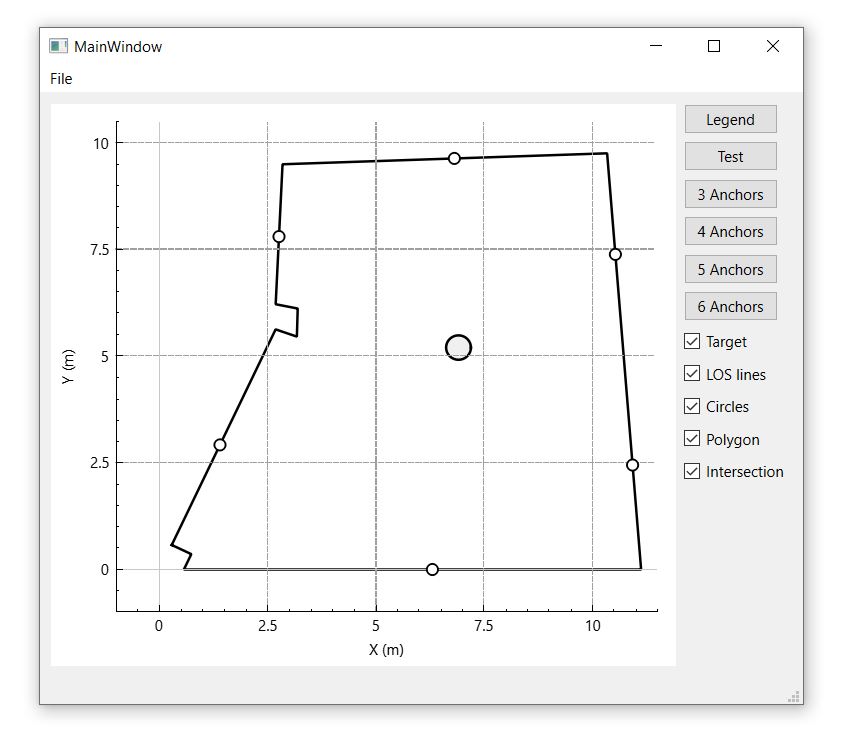 MainWindow
File
10
7.5
5
2.5
0
Y (m)
0 2.5 5 7.5 10
X (m)
Legend
Test
3 Anchors
4 Anchors
5 Anchors
6 Anchors
Target
LOS lines
Circles
Polygon
Intersection